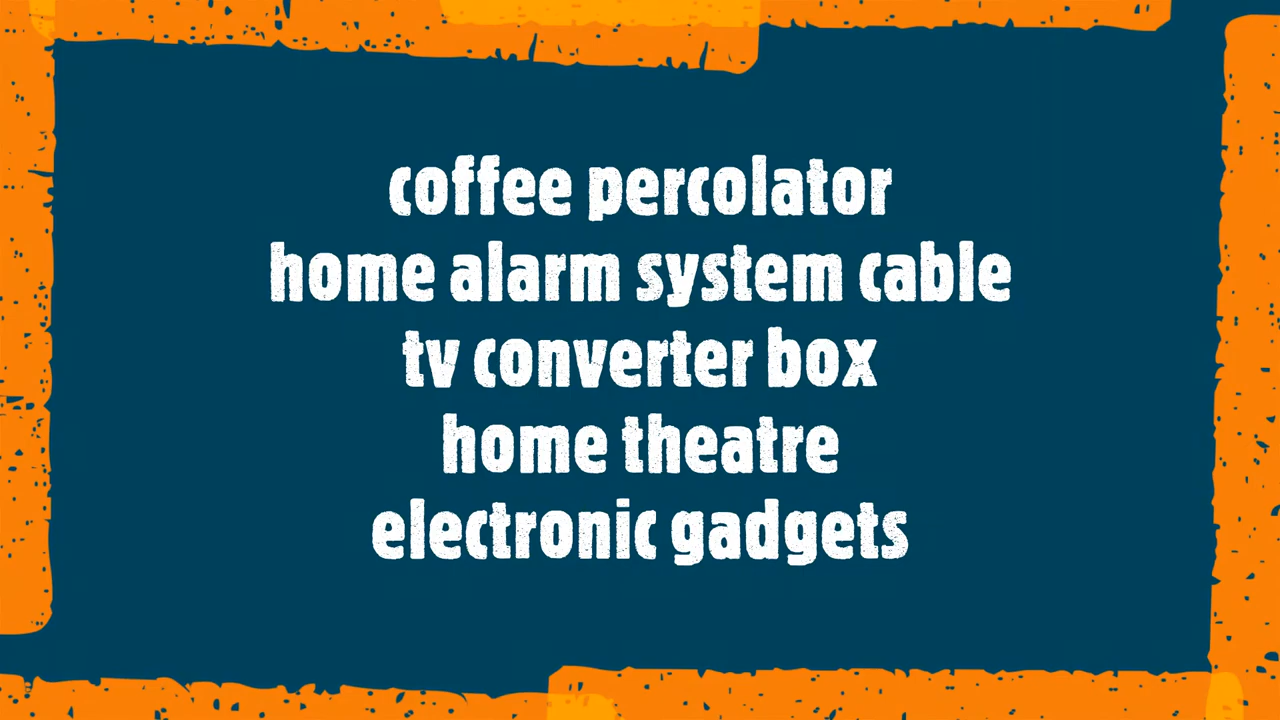 coffee percolator
home alarm system cable
tv converter box
home theatre
electronic gadgets